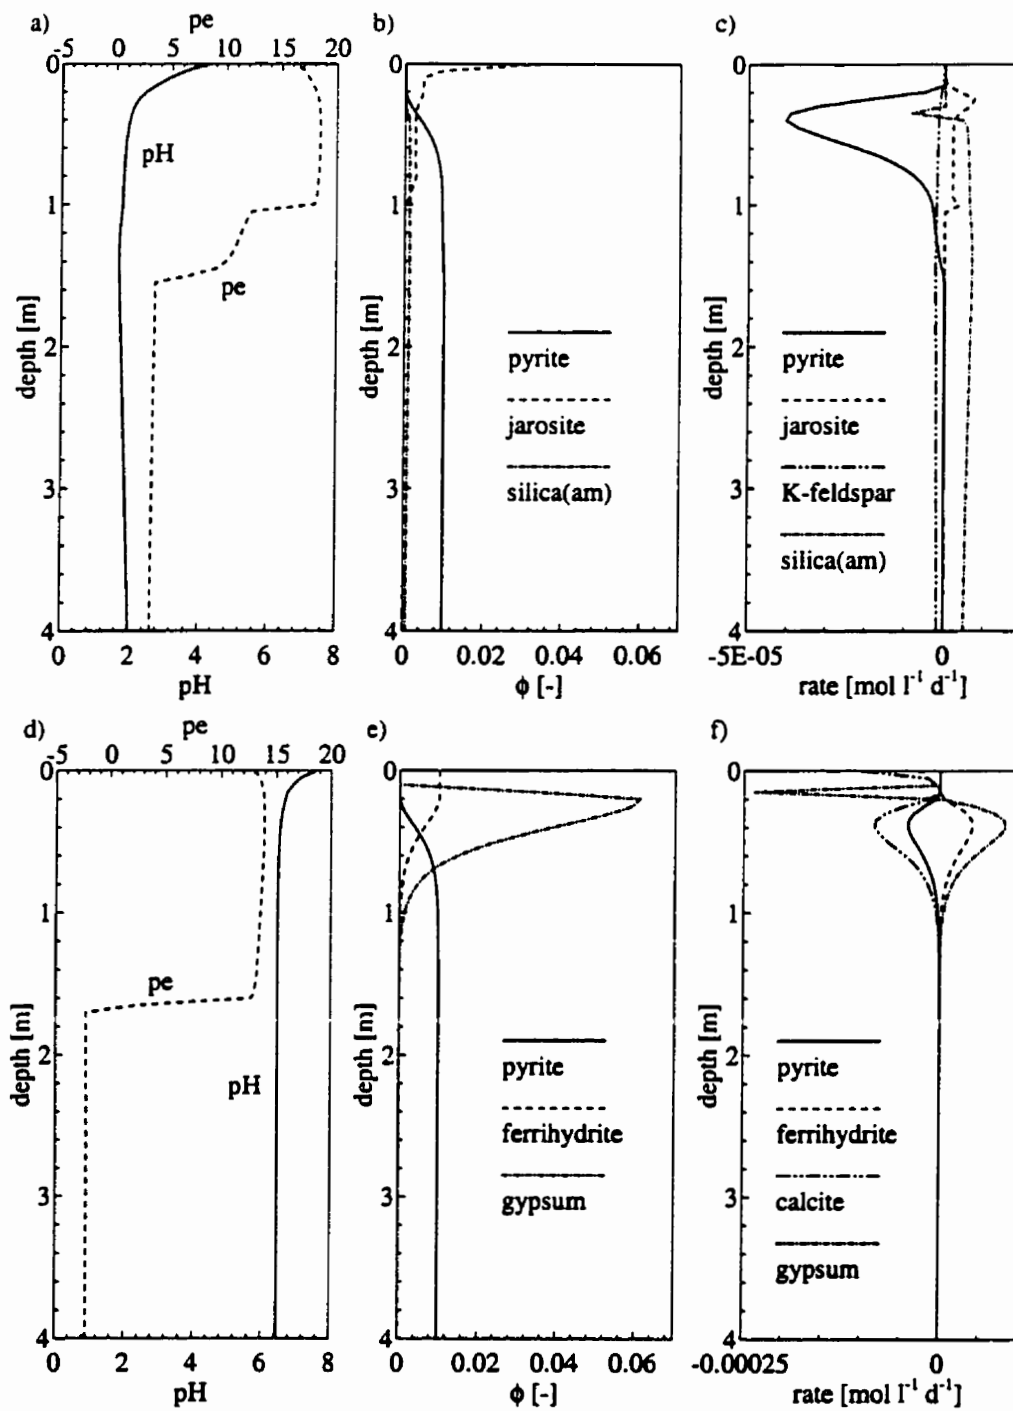 a) pe b) c)
-5 0 5 10 15 20
0 0 0
pH
1 1 1
pe
depth [m] depth [m] depth [m]
2 2 2
pyrite pyrite
jarosite jarosite
3 silica(am) 3 K-feldspar 3
silica(am)
4 4 4
0 2 4 6 8 0 0.02 0.04 0.06 -5E-05 0
pH ϕ [-] rate [mol l⁻¹ d⁻¹]
d) pe e) f)
-5 0 5 10 15 20
0 0 0
1 1 1
pe
depth [m] depth [m] depth [m]
2 2 2
pH pyrite pyrite
ferrihydrite ferrihydrite
3 gypsum 3 calcite 3
gypsum
4 4 4
0 2 4 6 8 0 0.02 0.04 0.06 -0.00025 0
pH ϕ [-] rate [mol l⁻¹ d⁻¹]